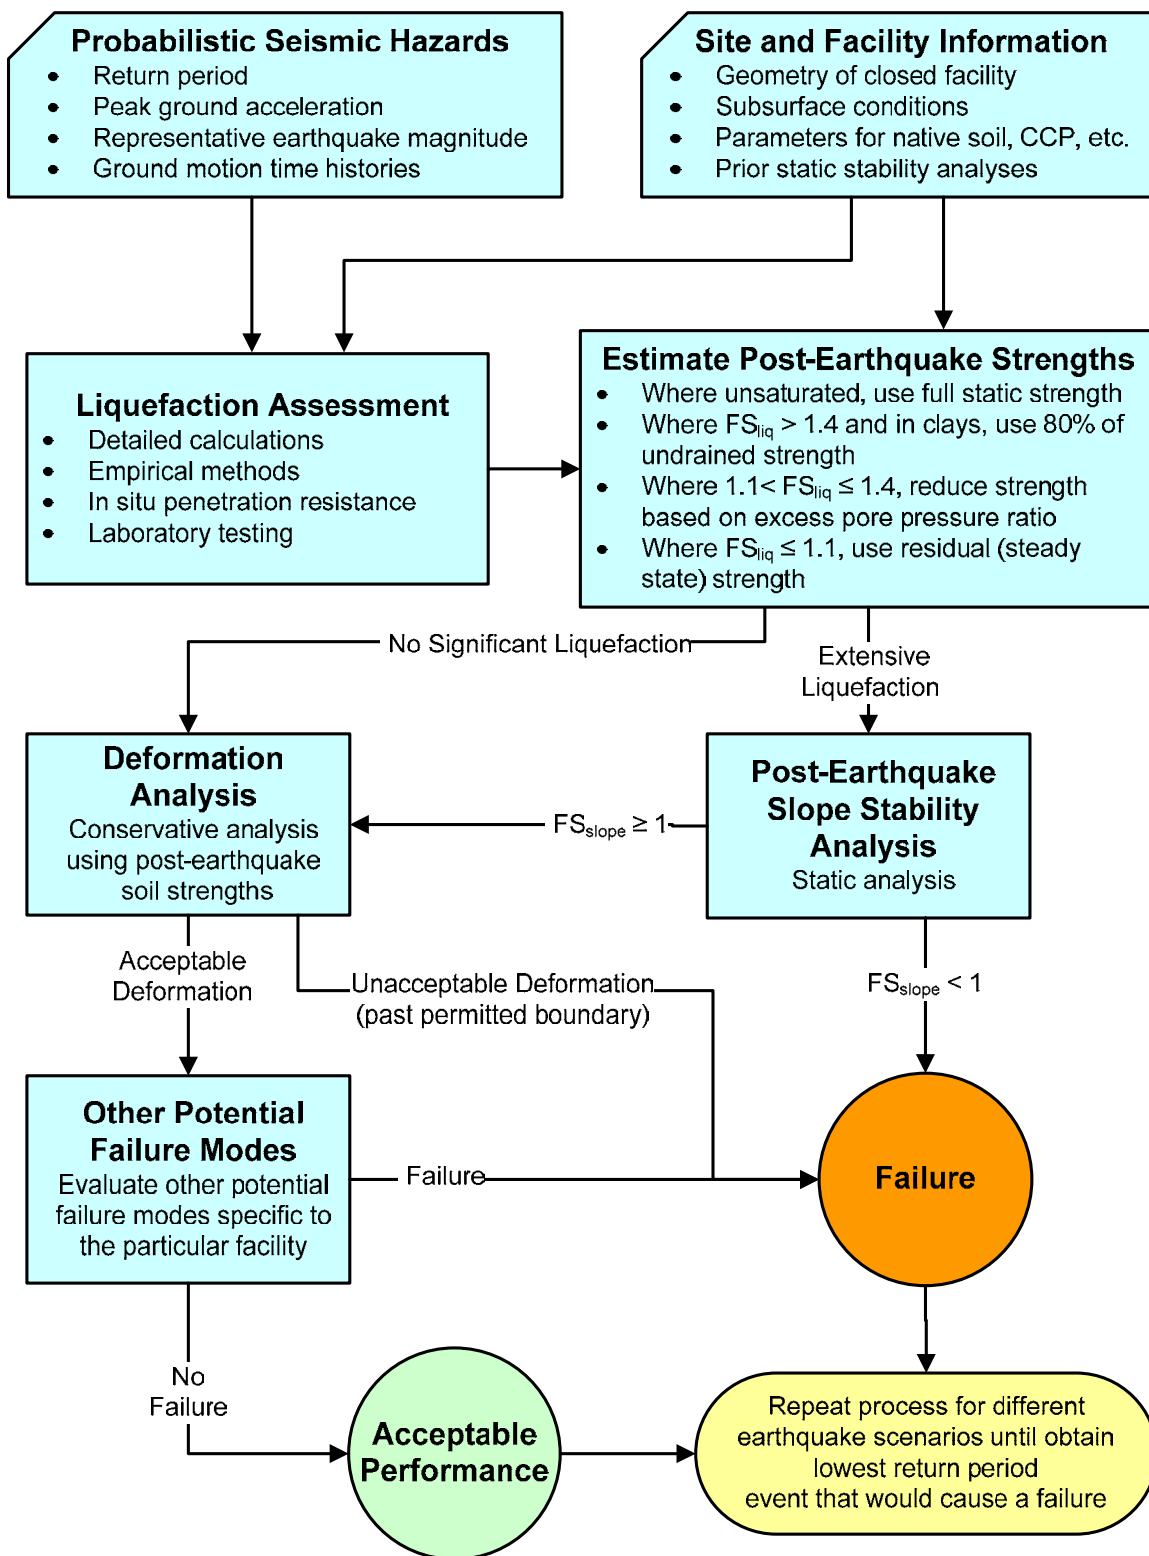 Probabilistic Seismic Hazards
• Return period
• Peak ground acceleration
• Representative earthquake magnitude
• Ground motion time histories
Site and Facility Information
• Geometry of closed facility
• Subsurface conditions
• Parameters for native soil, CCP, etc.
• Prior static stability analyses
Liquefaction Assessment
• Detailed calculations
• Empirical methods
• In situ penetration resistance
• Laboratory testing
Estimate Post-Earthquake Strengths
• Where unsaturated, use full static strength
• Where FSliq > 1.4 and in clays, use 80% of
undrained strength
• Where 1.1< FSliq ≤ 1.4, reduce strength
based on excess pore pressure ratio
• Where FSliq ≤ 1.1, use residual (steady
state) strength
No Significant Liquefaction
Extensive
Liquefaction
Deformation
Analysis
Conservative analysis
using post-earthquake
soil strengths
FSslope ≥ 1
Post-Earthquake
Slope Stability
Analysis
Static analysis
Acceptable
Deformation
Unacceptable Deformation
(past permitted boundary)
FSslope < 1
Other Potential
Failure Modes
Evaluate other potential
failure modes specific to
the particular facility
Failure
Failure
No
Failure
Acceptable
Performance
Repeat process for different
earthquake scenarios until obtain
lowest return period
event that would cause a failure